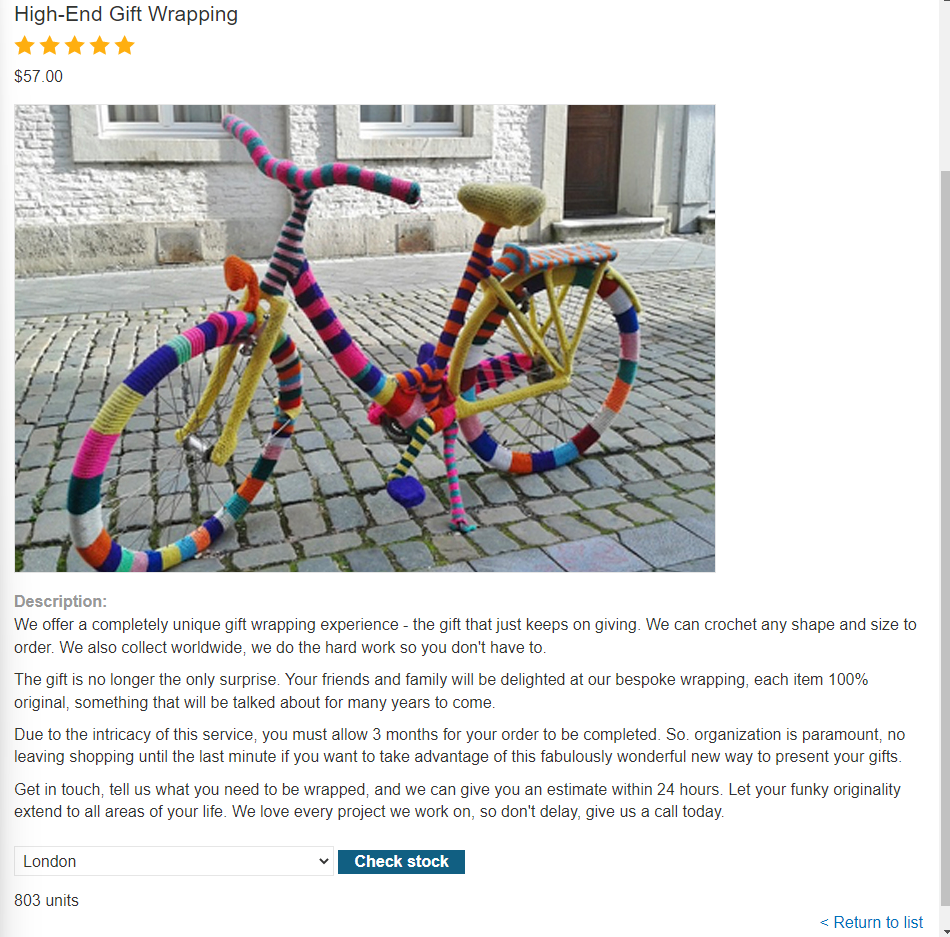 High-End Gift Wrapping
$57.00
Description:
We offer a completely unique gift wrapping experience - the gift that just keeps on giving. We can crochet any shape and size to
order. We also collect worldwide, we do the hard work so you don't have to.
The gift is no longer the only surprise. Your friends and family will be delighted at our bespoke wrapping, each item 100%
original, something that will be talked about for many years to come.
Due to the intricacy of this service, you must allow 3 months for your order to be completed. So. organization is paramount, no
leaving shopping until the last minute if you want to take advantage of this fabulously wonderful new way to present your gifts.
Get in touch, tell us what you need to be wrapped, and we can give you an estimate within 24 hours. Let your funky originality
extend to all areas of your life. We love every project we work on, so don't delay, give us a call today.
London Check stock
803 units
< Return to list